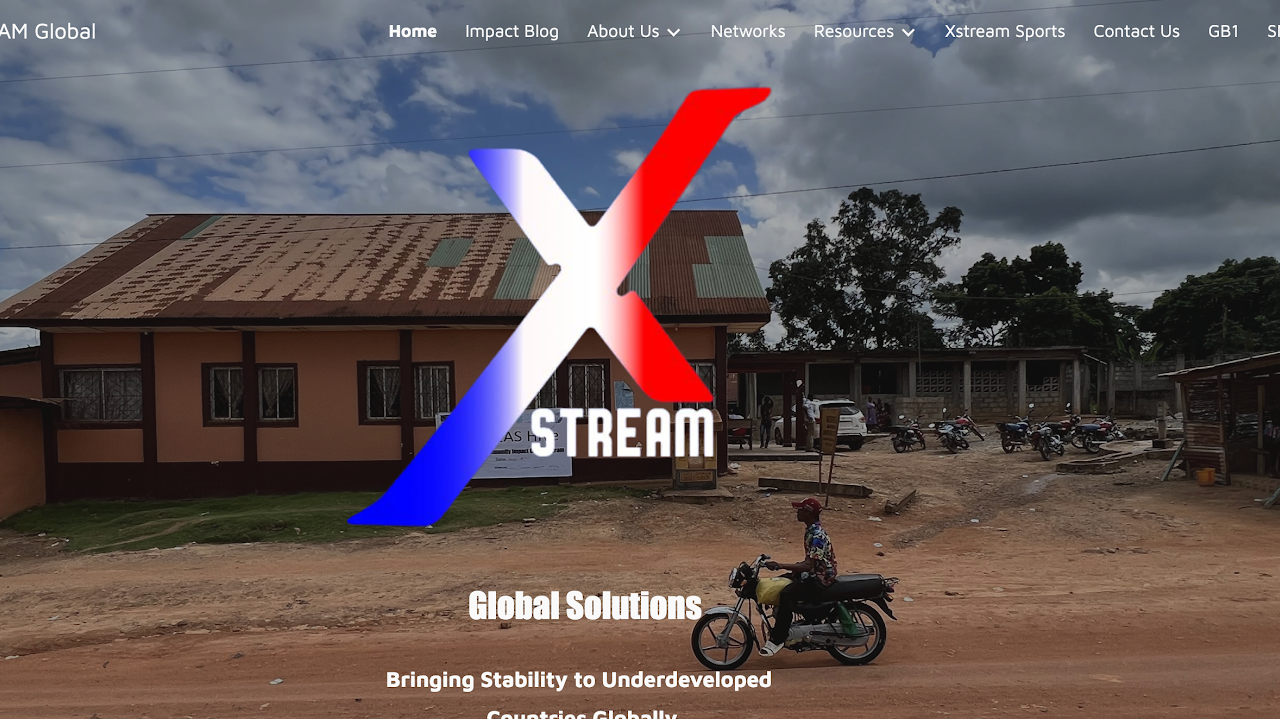 AM Global
Home
Impact Blog
About Us
Networks
Resources
Xstream Sports
Contact Us
GB1
X
STREAM
Global Solutions
Bringing Stability to Underdeveloped
Countries Globally